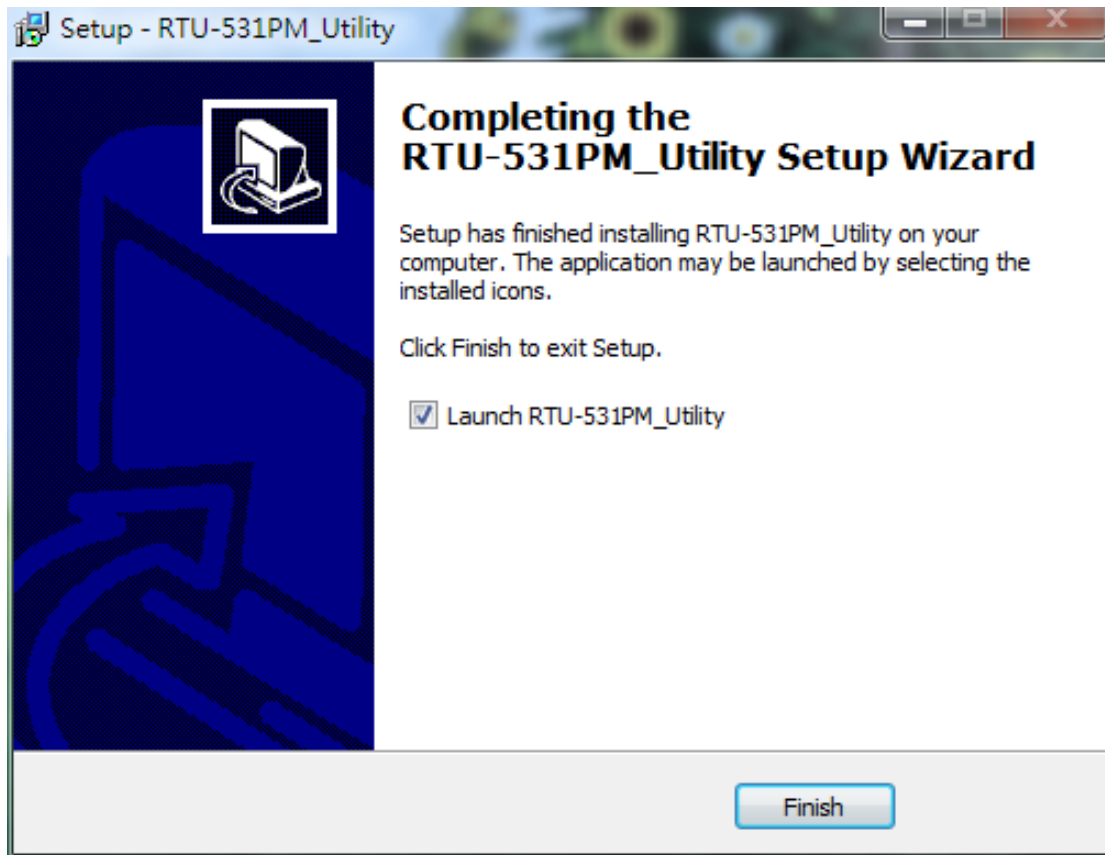 Setup - RTU-531PM_Utility
Completing the
RTU-531PM_Utility Setup Wizard
Setup has finished installing RTU-531PM_Utility on your
computer. The application may be launched by selecting the
installed icons.
Click Finish to exit Setup.
Launch RTU-531PM_Utility
Finish